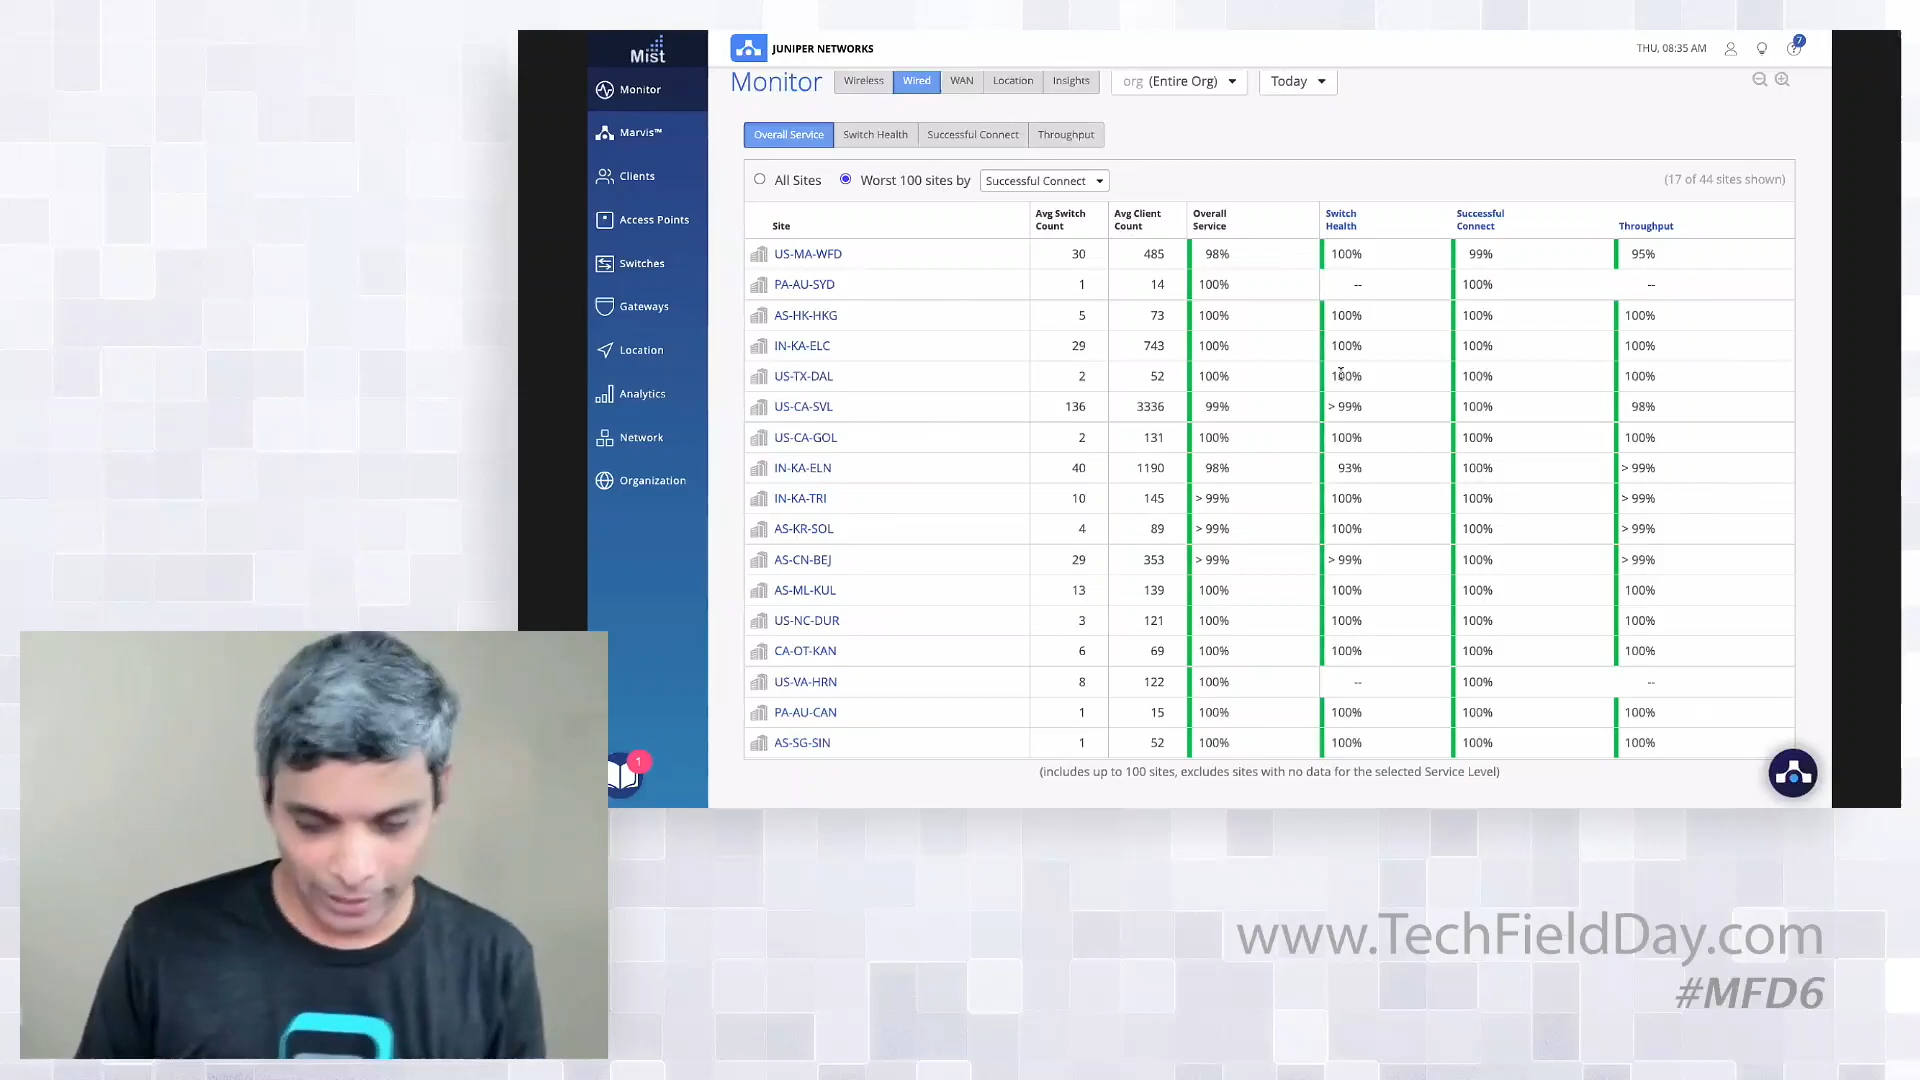 Mist
JUNIPER NETWORKS
THU, 08:35 AM
7
Monitor
Marvis™
Clients
Access Points
Switches
Gateways
Location
Analytics
Network
Organization
1
Monitor Wireless Wired WAN Location Insights org (Entire Org) Today
Overall Service Switch Health Successful Connect Throughput
All Sites Worst 100 sites by Successful Connect (17 of 44 sites shown)
Site Avg Switch Count Avg Client Count Overall Service Switch Health Successful Connect Throughput
US-MA-WFD 30 485 98% 100% 99% 95%
PA-AU-SYD 1 14 100% -- 100% --
AS-HK-HKG 5 73 100% 100% 100% 100%
IN-KA-ELC 29 743 100% 100% 100% 100%
US-TX-DAL 2 52 100% 100% 100% 100%
US-CA-SVL 136 3336 99% > 99% 100% 98%
US-CA-GOL 2 131 100% 100% 100% 100%
IN-KA-ELN 40 1190 98% 93% 100% > 99%
IN-KA-TRI 10 145 > 99% 100% 100% > 99%
AS-KR-SOL 4 89 > 99% 100% 100% > 99%
AS-CN-BEJ 29 353 > 99% > 99% 100% > 99%
AS-ML-KUL 13 139 100% 100% 100% 100%
US-NC-DUR 3 121 100% 100% 100% 100%
CA-OT-KAN 6 69 100% 100% 100% 100%
US-VA-HRN 8 122 100% -- 100% --
PA-AU-CAN 1 15 100% 100% 100% 100%
AS-SG-SIN 1 52 100% 100% 100% 100%
(includes up to 100 sites, excludes sites with no data for the selected Service Level)
www.TechFieldDay.com
#MFD6